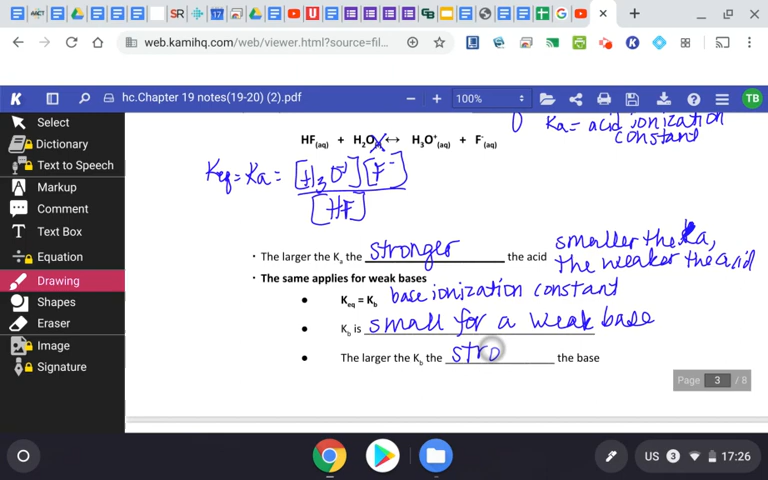 web.kamihq.com/web/viewer.html?source=fil...
K hc.Chapter 19 notes(19-20) (2).pdf 100% TB
Select
Dictionary
Text to Speech
Markup
Comment
Text Box
Equation
Drawing
Shapes
Eraser
Image
Signature
Ka = acid ionization
constant
HF(aq) + H2O ↔ H3O+(aq) + F-(aq)
Keq = Ka = [H3O+] [F-]
[HF]
• The larger the Ka the stronger the acid
smaller the Ka,
the weaker the acid
• The same applies for weak bases
• Keq = Kb base ionization constant
• Kb is small for a weak base
• The larger the Kb the stro the base
Page 3 / 8
US 3 17:26